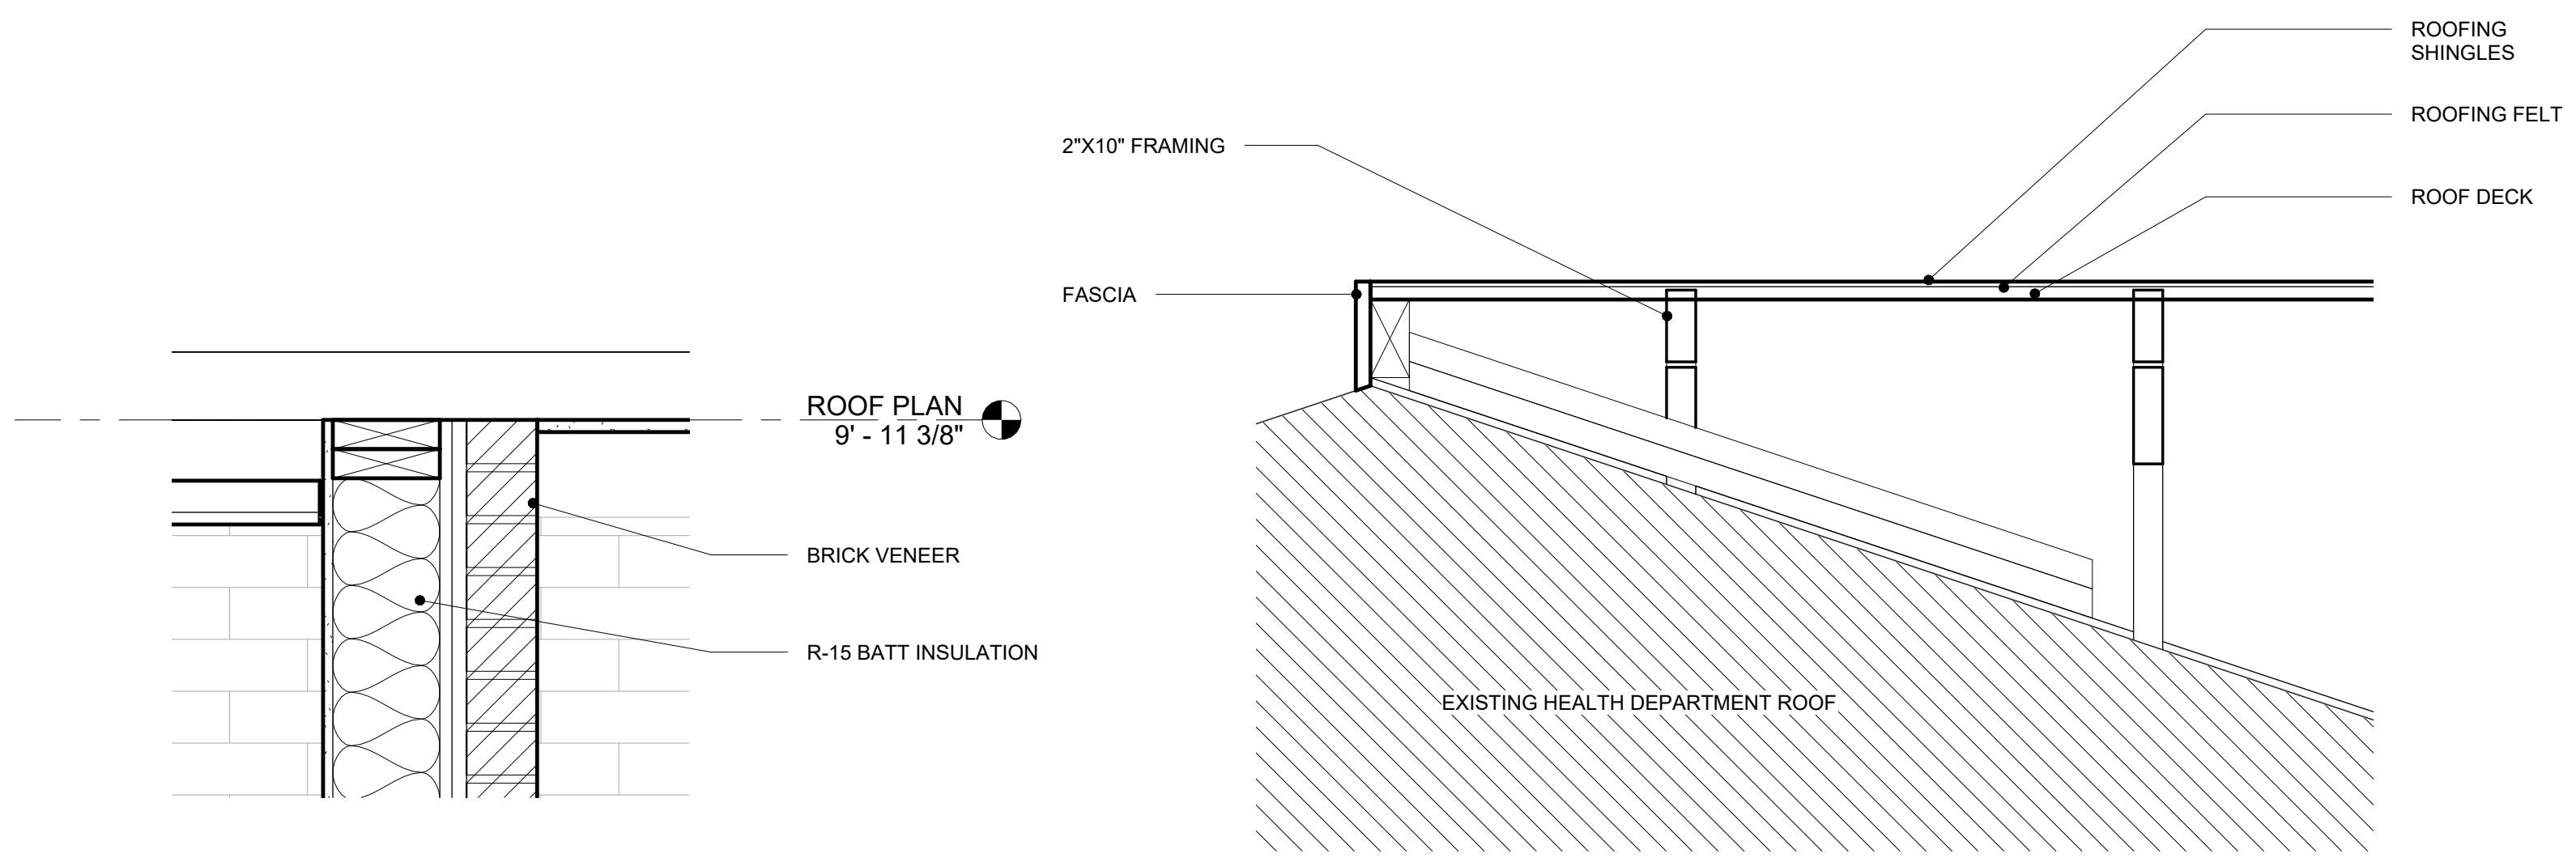 ROOFING
SHINGLES
ROOFING FELT
2"X10" FRAMING
ROOF DECK
FASCIA
ROOF PLAN
9' - 11 3/8"
BRICK VENEER
R-15 BATT INSULATION
EXISTING HEALTH DEPARTMENT ROOF